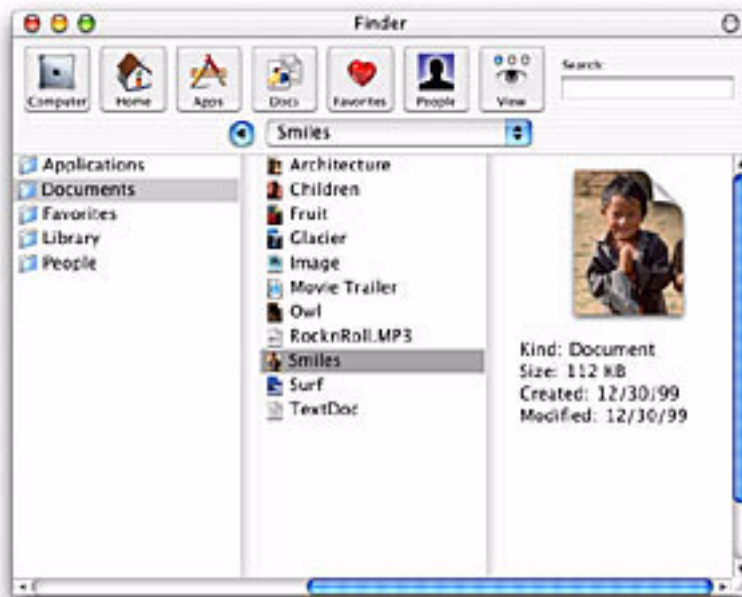 Finder
Computer Home Apps Docs Favorites People View Search:
Smiles
Applications
Documents
Favorites
Library
People
Architecture
Children
Fruit
Glacier
Image
Movie Trailer
Owl
RocknRoll.MP3
Smiles
Surf
TextDoc
Kind: Document
Size: 112 KB
Created: 12/30/99
Modified: 12/30/99